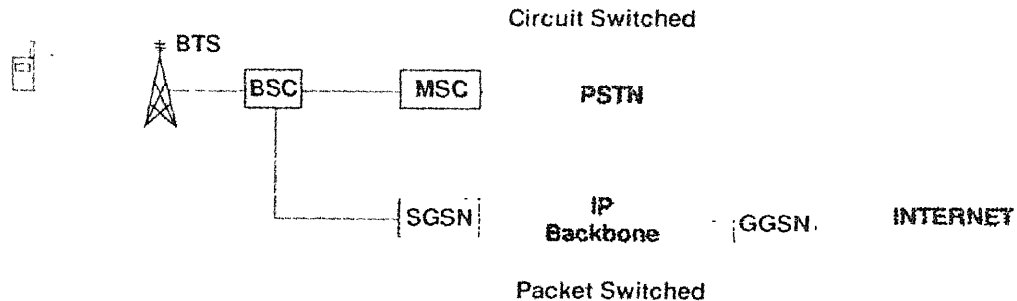 Circuit Switched
BTS
BSC
MSC
PSTN
SGSN
IP
Backbone
GGSN
INTERNET
Packet Switched